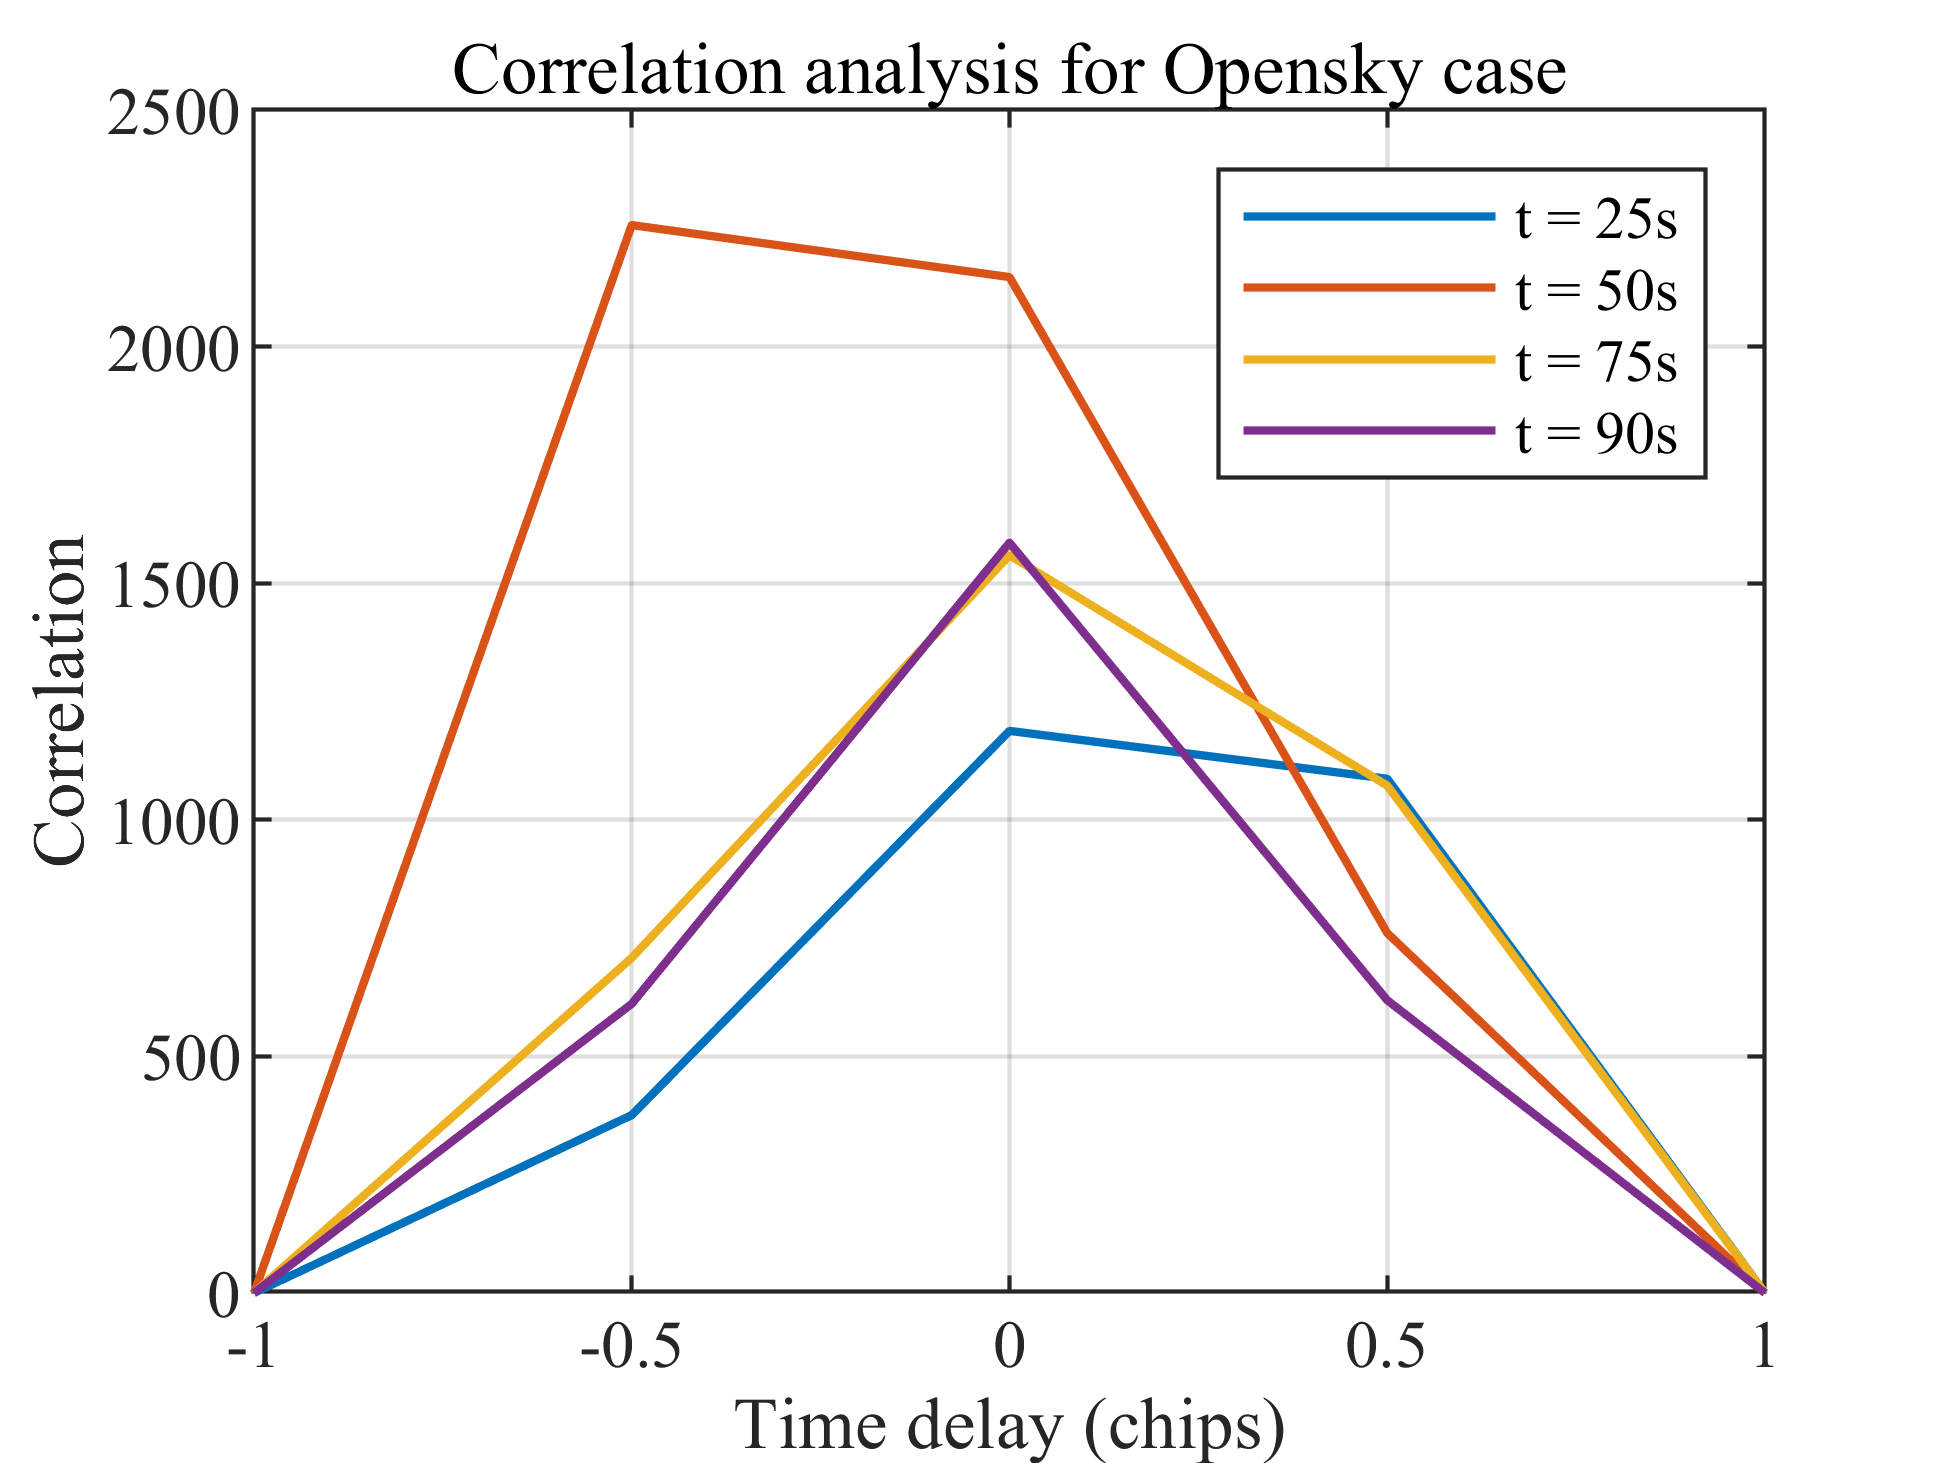 Correlation analysis for Opensky case
2500
2000
1500
1000
500
0
Correlation
t = 25s
t = 50s
t = 75s
t = 90s
-1
-0.5
0
0.5
1
Time delay (chips)